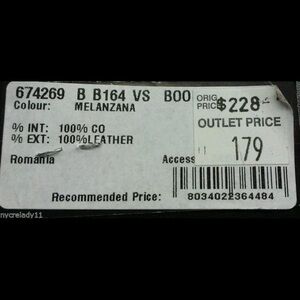 674269 B B164 VS B00
Colour: MELANZANA
ORIG
PRIC $228
OUTLET PRICE
179
% INT: 100% CO
% EXT: 100%LEATHER
Romania
Access
Recommended Price:
8034022364484
nycrelady11